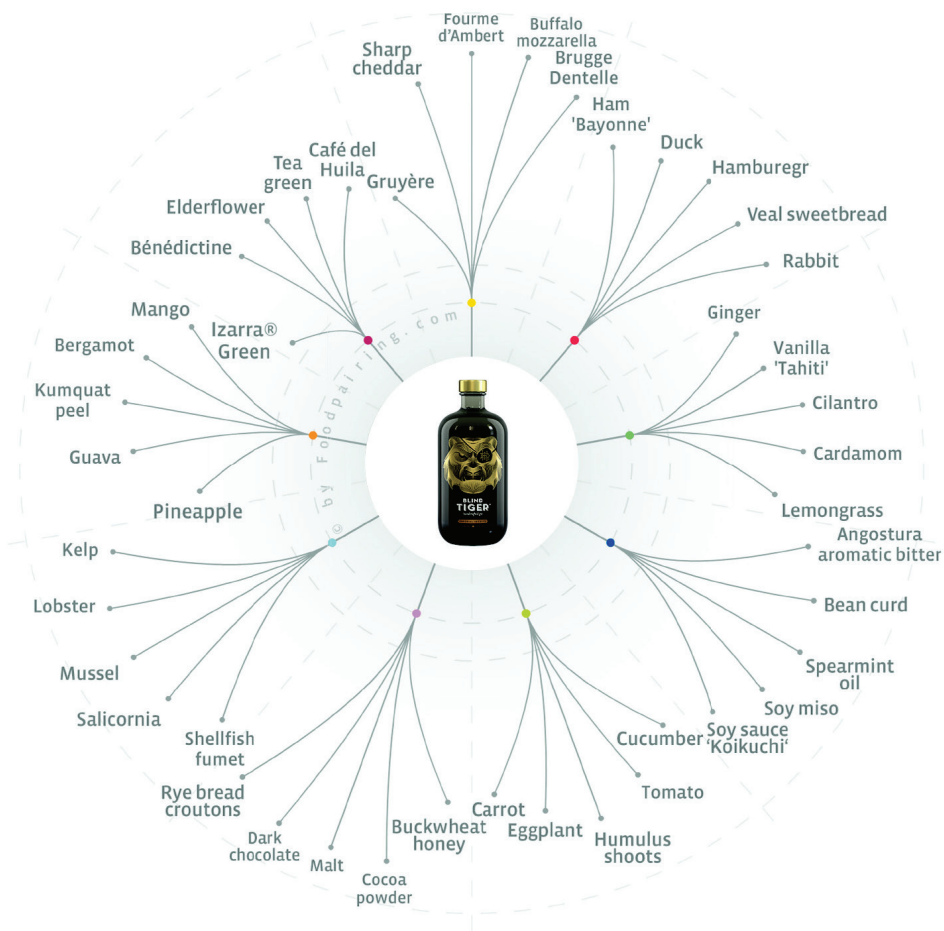 Fourme
d’Ambert
Buffalo
mozzarella
Brugge
Dentelle
Sharp
cheddar
Gruyère
Ham
'Bayonne'
Duck
Hamburegr
Veal sweetbread
Rabbit
Ginger
Vanilla
'Tahiti'
Cilantro
Cardamom
Lemongrass
Angostura
aromatic bitter
Bean curd
Spearmint
oil
Soy miso
Soy sauce
‘Koikuchi‘
Cucumber
Tomato
Humulus
shoots
Eggplant
Carrot
Buckwheat
honey
Cocoa
powder
Malt
Dark
chocolate
Rye bread
croutons
Shellfish
fumet
Salicornia
Mussel
Lobster
Kelp
Pineapple
Guava
Kumquat
peel
Bergamot
Mango
Izarra®
Green
Bénédictine
Elderflower
Tea
green
Café del
Huila
© by Foodpairing.com
BLIND
TIGER